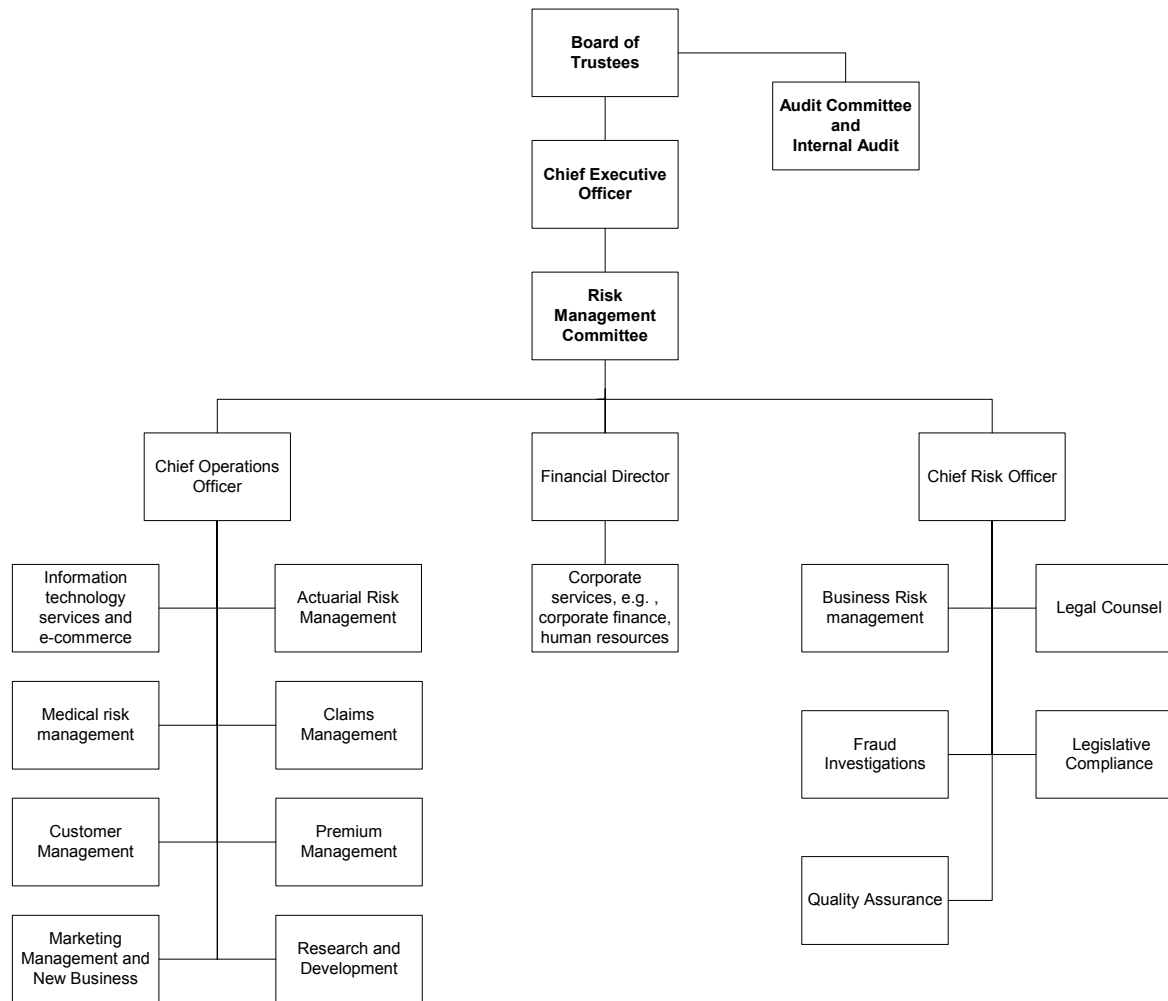 Board of
Trustees
Audit Committee
and
Internal Audit
Chief Executive
Officer
Risk
Management
Committee
Chief Operations
Officer
Financial Director
Chief Risk Officer
Information
technology
services and
e-commerce
Actuarial Risk
Management
Corporate
services, e.g. ,
corporate finance,
human resources
Business Risk
management
Legal Counsel
Medical risk
management
Claims
Management
Fraud
Investigations
Legislative
Compliance
Customer
Management
Premium
Management
Quality Assurance
Marketing
Management and
New Business
Research and
Development